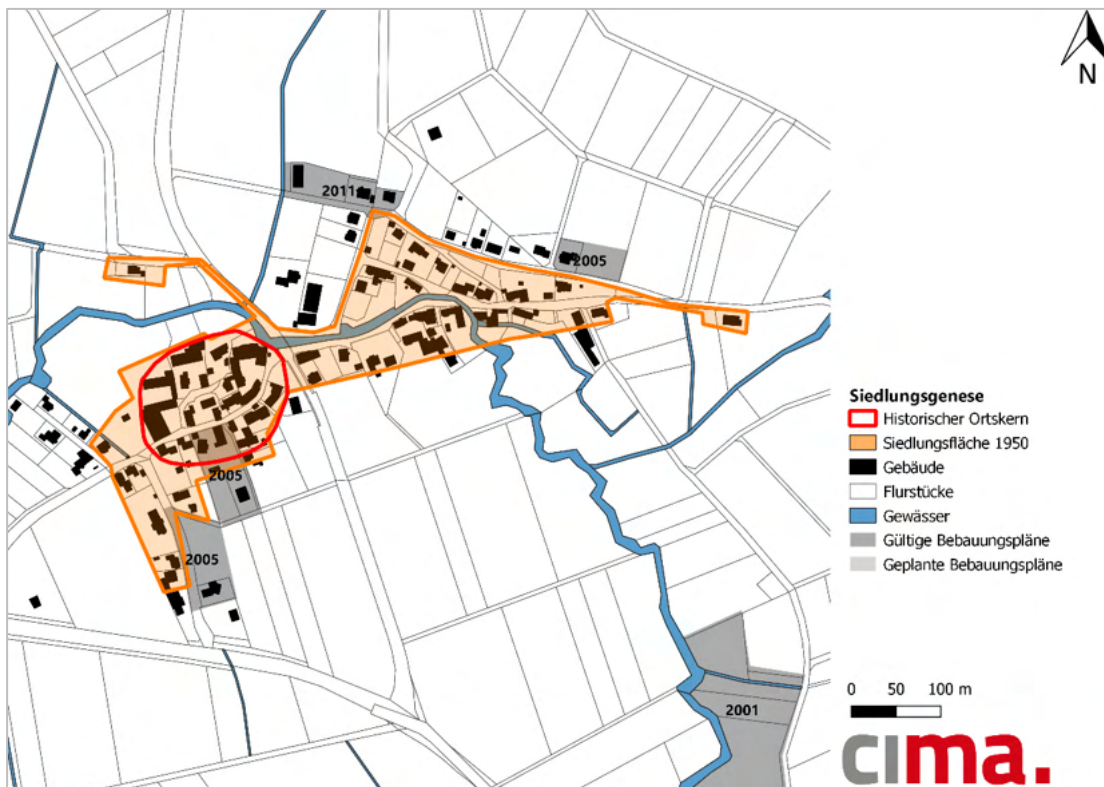 N
2011
2005
2005
2005
2001
Siedlungsgenese
Historischer Ortskern
Siedlungsfläche 1950
Gebäude
Flurstücke
Gewässer
Gültige Bebauungspläne
Geplante Bebauungspläne
0 50 100 m
cima.